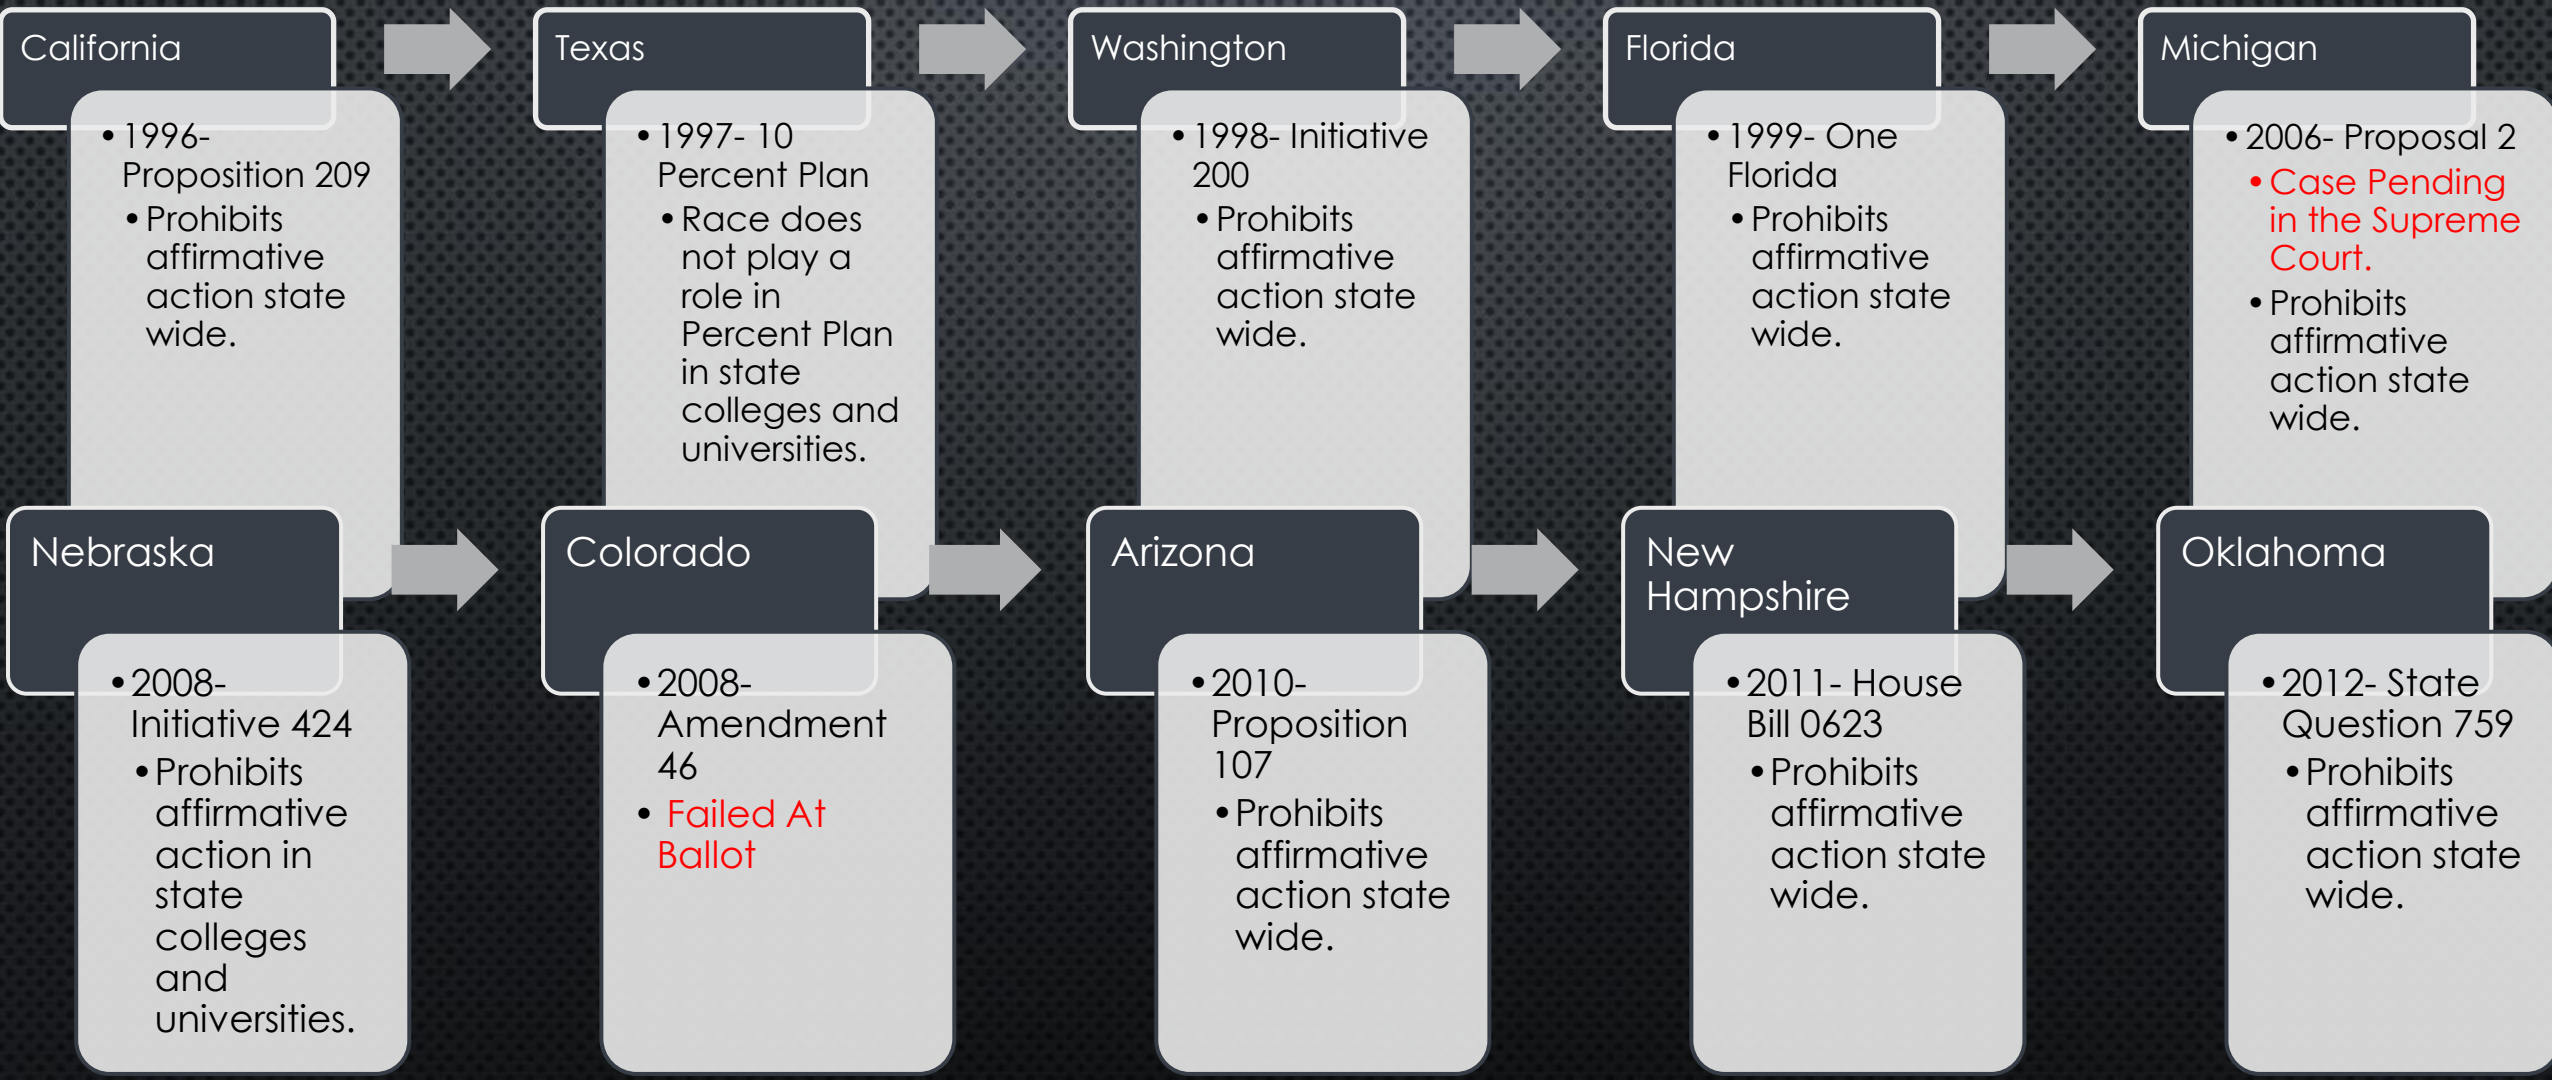 California
• 1996-
Proposition 209
• Prohibits
affirmative
action state
wide.
Texas
• 1997- 10
Percent Plan
• Race does
not play a
role in
Percent Plan
in state
colleges and
universities.
Washington
• 1998- Initiative
200
• Prohibits
affirmative
action state
wide.
Florida
• 1999- One
Florida
• Prohibits
affirmative
action state
wide.
Michigan
• 2006- Proposal 2
• Case Pending
in the Supreme
Court.
• Prohibits
affirmative
action state
wide.
Nebraska
• 2008-
Initiative 424
• Prohibits
affirmative
action in
state
colleges
and
universities.
Colorado
• 2008-
Amendment
46
• Failed At
Ballot
Arizona
• 2010-
Proposition
107
• Prohibits
affirmative
action state
wide.
New
Hampshire
• 2011- House
Bill 0623
• Prohibits
affirmative
action state
wide.
Oklahoma
• 2012- State
Question 759
• Prohibits
affirmative
action state
wide.